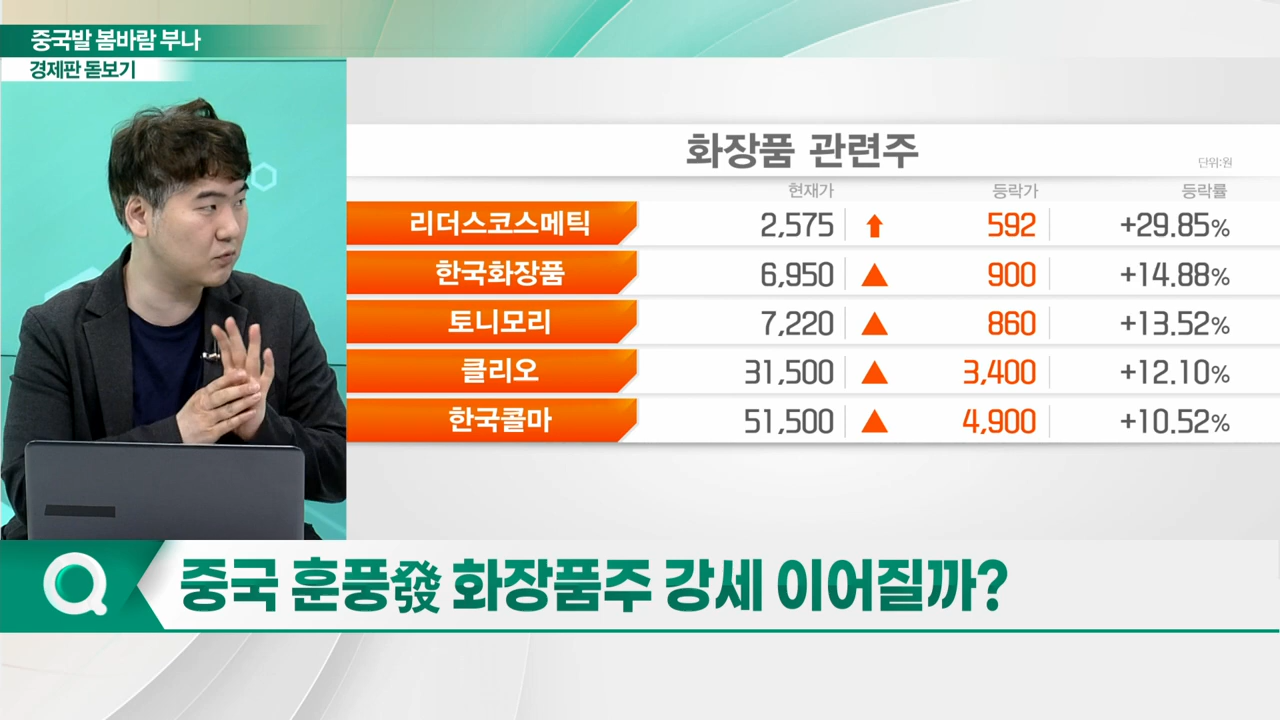 중국발 봄바람 부나
경제판 돋보기
화장품 관련주
단위:원
현재가 등락가 등락률
리더스코스메틱 2,575 592 +29.85%
한국화장품 6,950 900 +14.88%
토니모리 7,220 860 +13.52%
클리오 31,500 3,400 +12.10%
한국콜마 51,500 4,900 +10.52%
중국 훈풍發 화장품주 강세 이어질까?